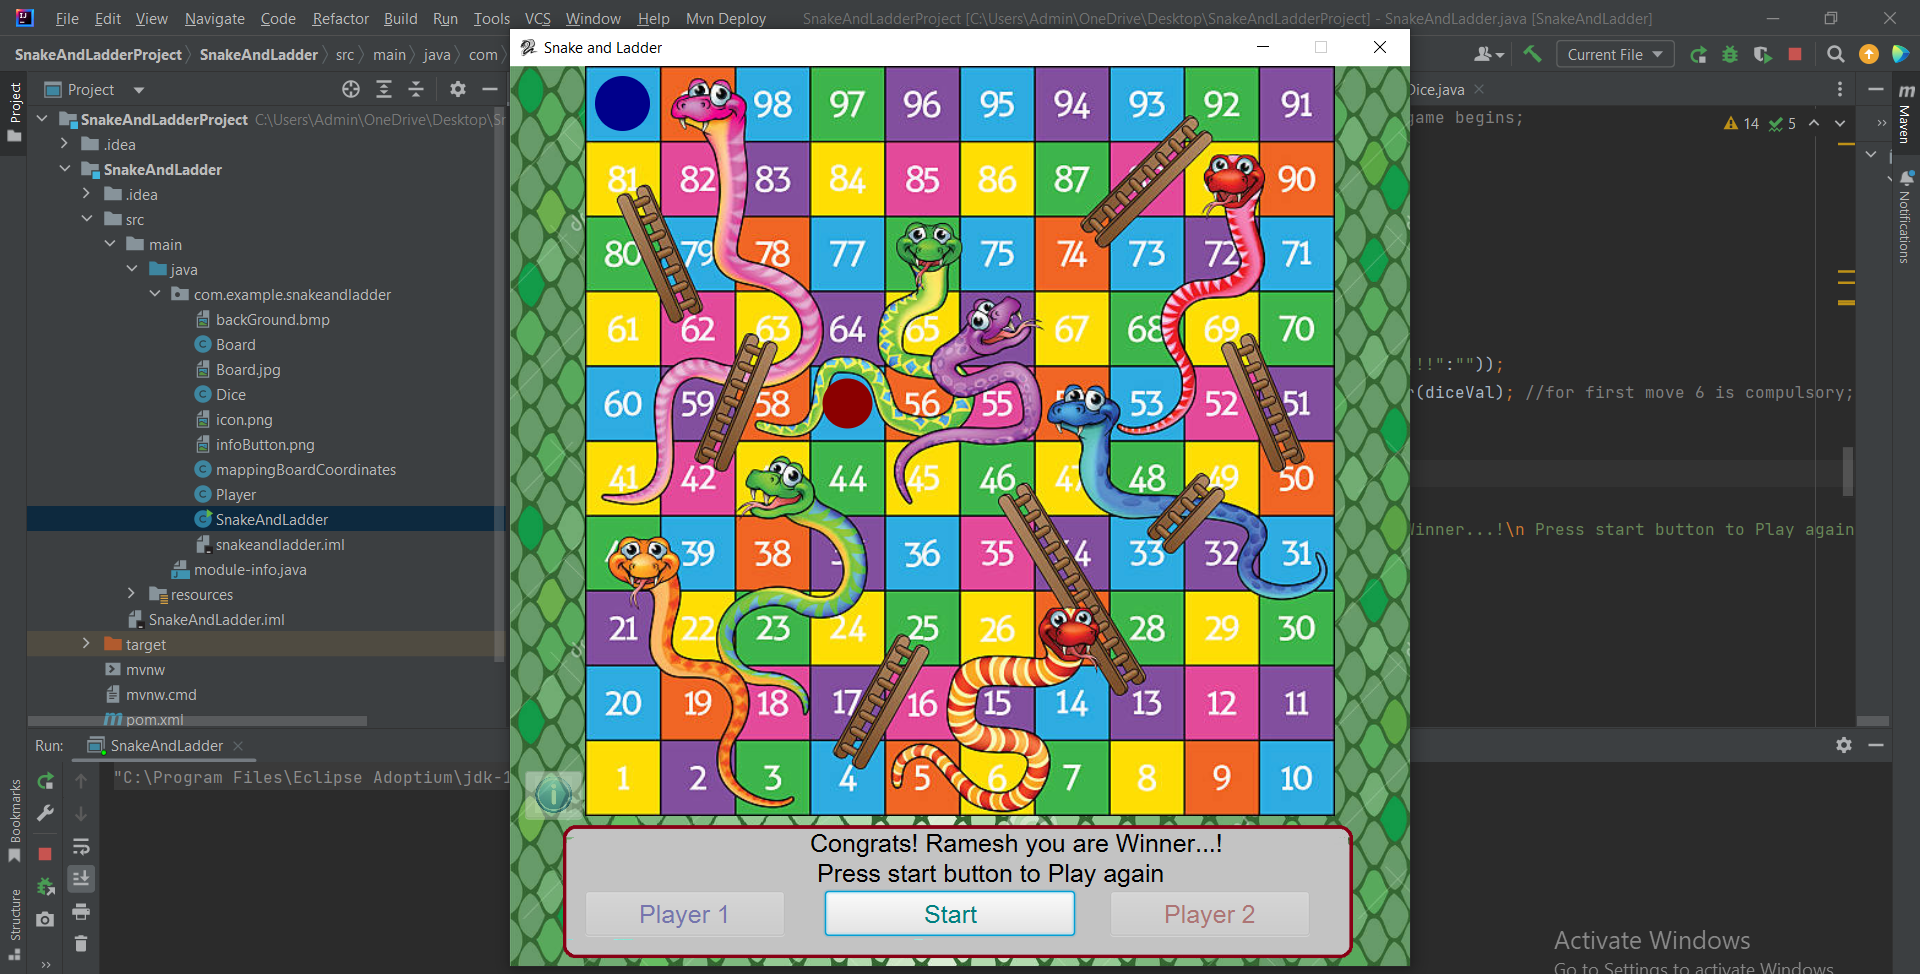 File Edit View Navigate Code Refactor Build Run Tools VCS Window Help Mvn Deploy SnakeAndLadderProject [C:\Users\Admin\OneDrive\Desktop\SnakeAndLadderProject] - SnakeAndLadder.java [SnakeAndLadder]
SnakeAndLadderProject SnakeAndLadder src main java com
Current File
Snake and Ladder
Project
Dice.java
SnakeAndLadderProject C:\Users\Admin\OneDrive\Desktop\
game begins;
14 5
.idea
SnakeAndLadder
.idea
src
main
java
com.example.snakeandladder
backGround.bmp
Board
Board.jpg
Dice
icon.png
infoButton.png
mappingBoardCoordinates
Player
SnakeAndLadder
snakeandladder.iml
module-info.java
resources
SnakeAndLadder.iml
target
mvnw
mvnw.cmd
pom.xml
Project
Bookmarks
Structure
Maven
Notifications
!!":""));
(diceVal); //for first move 6 is compulsory;
inner...!\n Press start button to Play again
98 97 96 95 94 93 92 91
81 82 83 84 85 86 87 90
80 79 78 77 75 74 73 72 71
61 62 63 64 65 67 68 69 70
60 59 58 56 55 53 52 51
41 42 44 45 46 47 48 49 50
39 38 36 35 33 32 31
21 22 23 24 25 26 28 29 30
20 19 18 17 16 15 14 13 12 11
1 2 3 4 5 6 7 8 9 10
Run: SnakeAndLadder
"C:\Program Files\Eclipse Adoptium\jdk-1
Congrats! Ramesh you are Winner...!
Press start button to Play again
Player 1 Start Player 2
Activate Windows
Go to Settings to activate Windows.